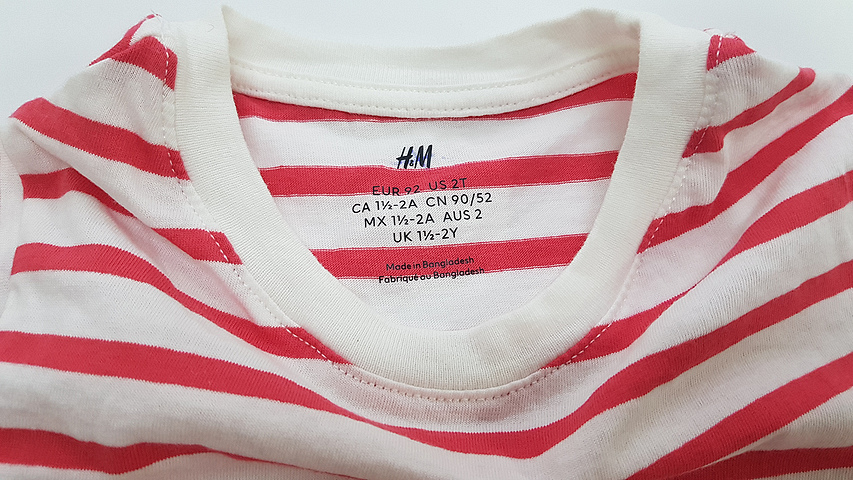 H&M
EUR 92 US 2T
CA 1½-2A CN 90/52
MX 1½-2A AUS 2
UK 1½-2Y
Made in Bangladesh
Fabriqué au Bangladesh